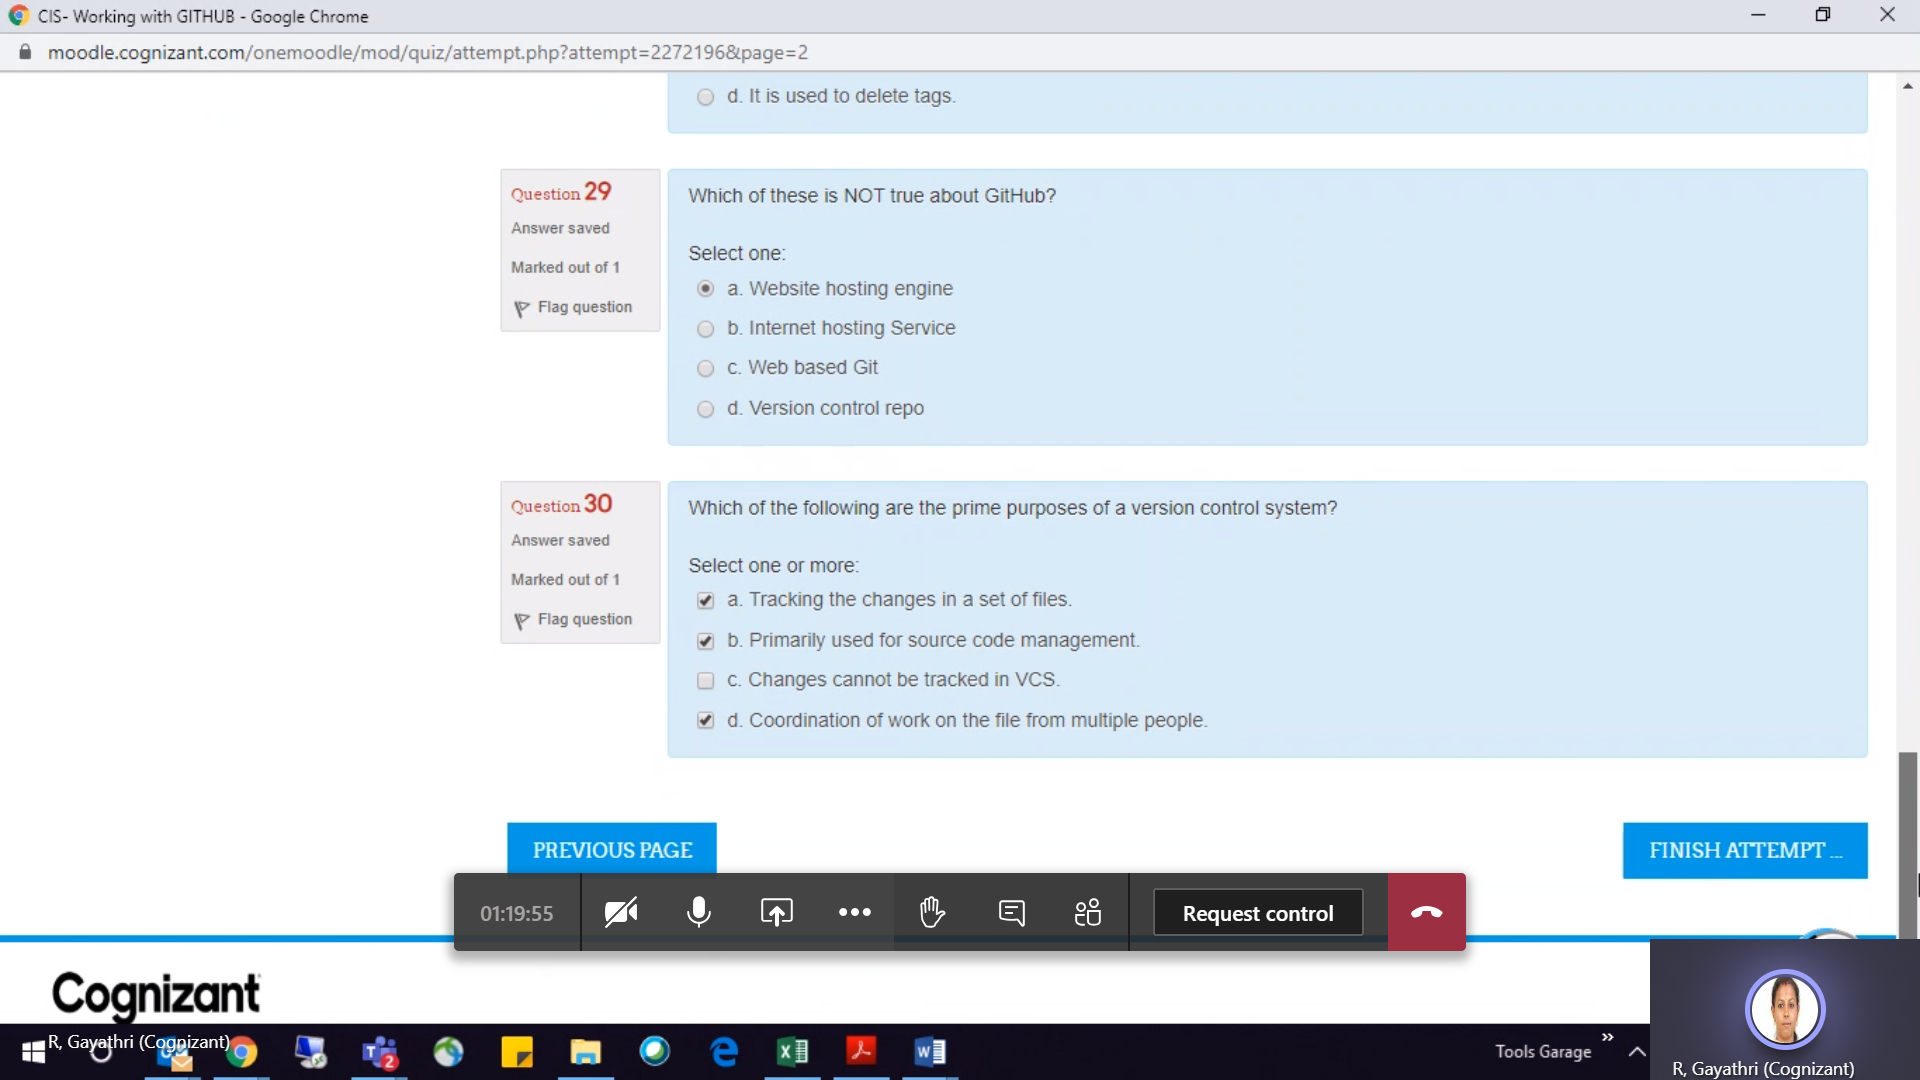 CIS- Working with GITHUB - Google Chrome
moodle.cognizant.com/onemoodle/mod/quiz/attempt.php?attempt=2272196&page=2
d. It is used to delete tags.
Question 29
Answer saved
Marked out of 1
Flag question
Which of these is NOT true about GitHub?
Select one:
a. Website hosting engine
b. Internet hosting Service
c. Web based Git
d. Version control repo
Question 30
Answer saved
Marked out of 1
Flag question
Which of the following are the prime purposes of a version control system?
Select one or more:
a. Tracking the changes in a set of files.
b. Primarily used for source code management.
c. Changes cannot be tracked in VCS.
d. Coordination of work on the file from multiple people.
PREVIOUS PAGE
FINISH ATTEMPT ...
01:19:55
Request control
Cognizant
R, Gayathri (Cognizant)
2
Tools Garage
R, Gayathri (Cognizant)